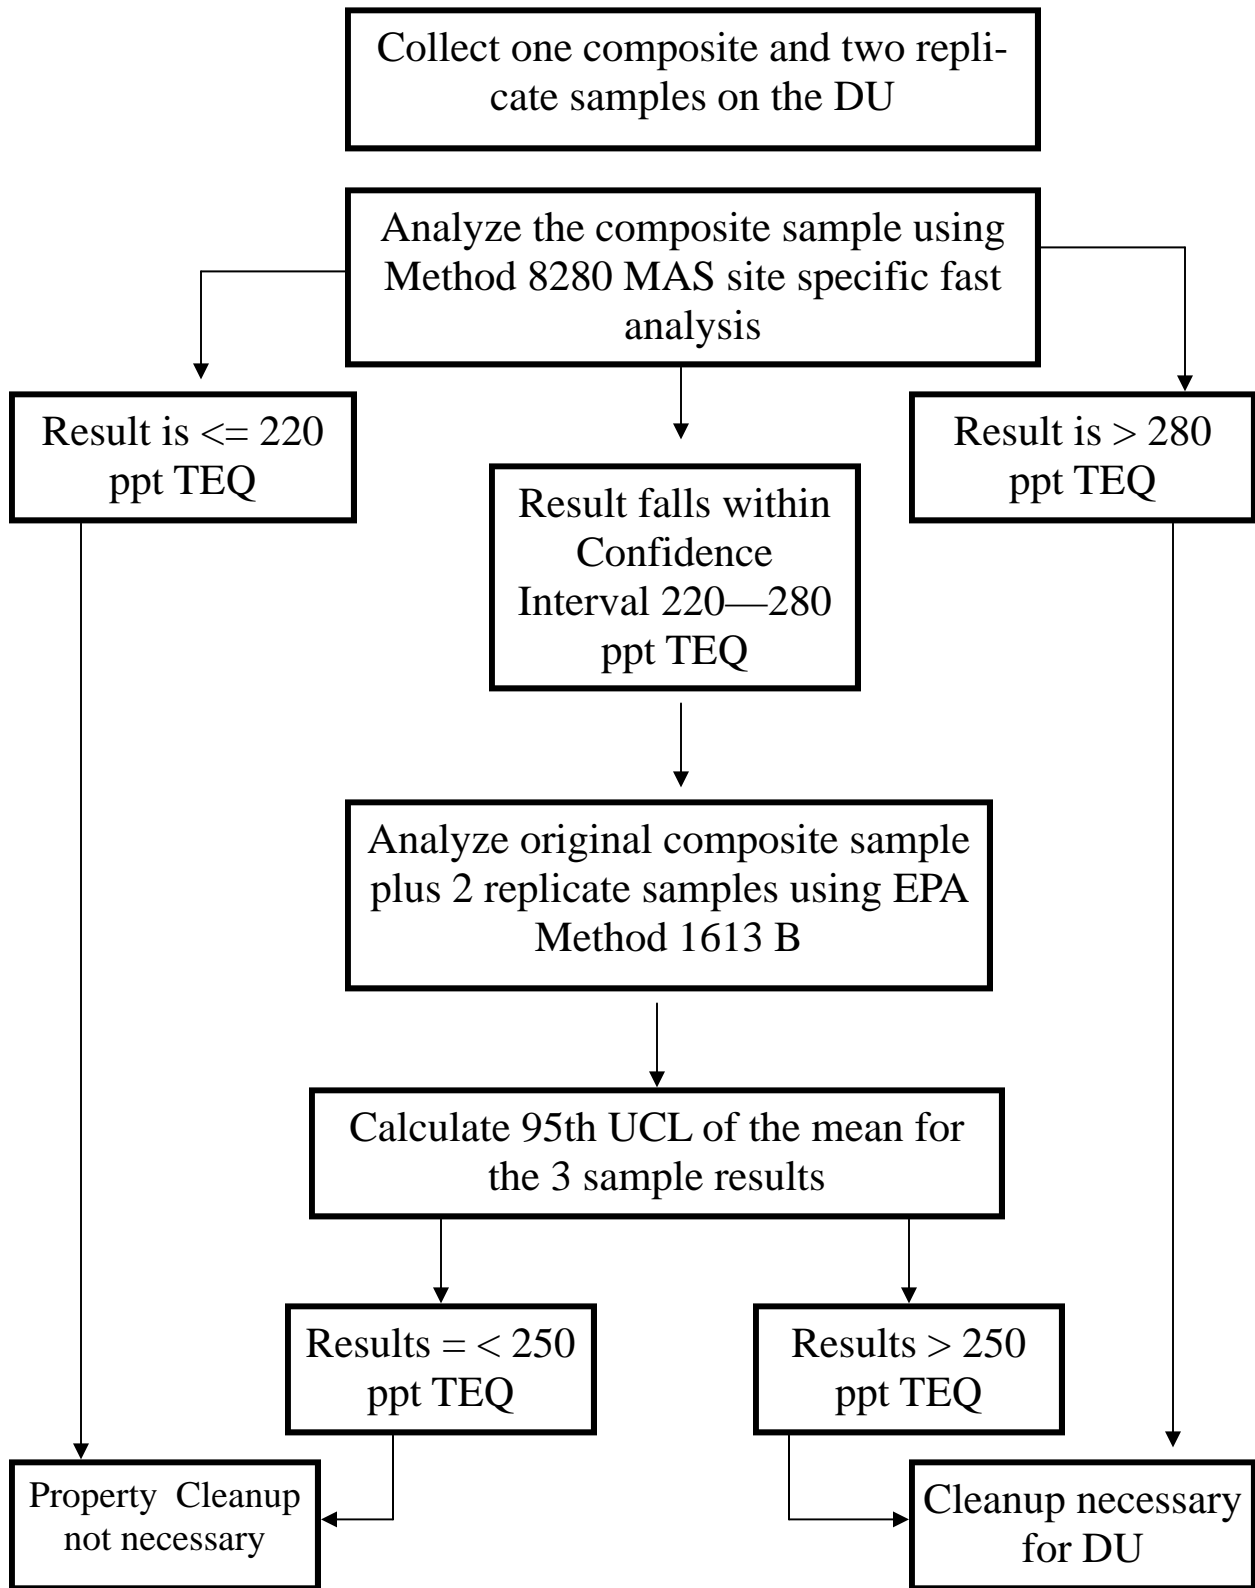 Collect one composite and two repli-
cate samples on the DU
Analyze the composite sample using
Method 8280 MAS site specific fast
analysis
Result is <= 220
ppt TEQ
Result falls within
Confidence
Interval 220—280
ppt TEQ
Result is > 280
ppt TEQ
Analyze original composite sample
plus 2 replicate samples using EPA
Method 1613 B
Calculate 95th UCL of the mean for
the 3 sample results
Results = < 250
ppt TEQ
Results > 250
ppt TEQ
Property  Cleanup
not necessary
Cleanup necessary
for DU